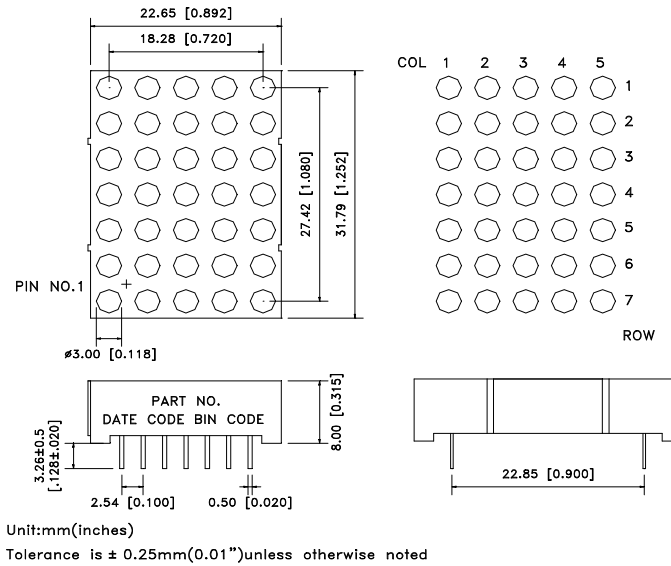 22.65 [0.892]
18.28 [0.720]
COL 1 2 3 4 5
1
2
3
4
5
6
7
ROW
27.42 [1.080]
31.79 [1.252]
PIN NO.1
ø3.00 [0.118]
PART NO.
DATE CODE BIN CODE
8.00 [0.315]
3.26±0.5
[.128±.020]
2.54 [0.100]
0.50 [0.020]
22.85 [0.900]
Unit:mm(inches)
Tolerance is ± 0.25mm(0.01")unless otherwise noted